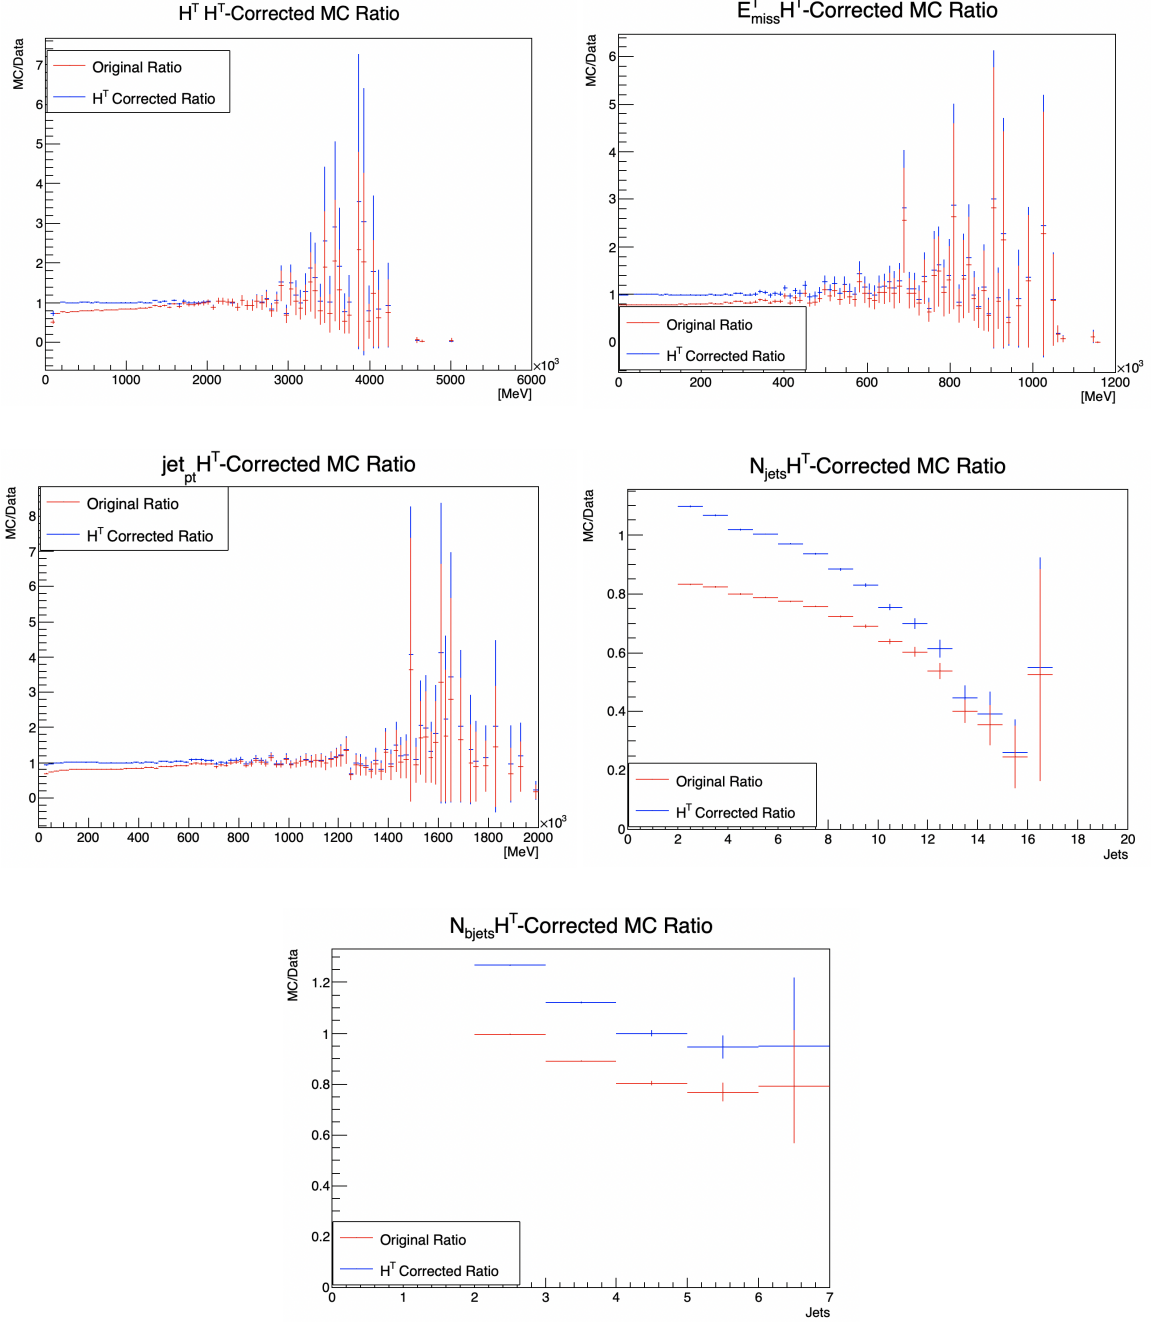 H^T H^T-Corrected MC Ratio
MC/Data
Original Ratio
H^T Corrected Ratio
7
6
5
4
3
2
1
0
0 1000 2000 3000 4000 5000 6000
×10^3
[MeV]
E^T_miss H^T-Corrected MC Ratio
MC/Data
6
5
4
3
2
1
0
Original Ratio
H^T Corrected Ratio
0 200 400 600 800 1000 1200
×10^3
[MeV]
jet_pt H^T-Corrected MC Ratio
MC/Data
Original Ratio
H^T Corrected Ratio
8
7
6
5
4
3
2
1
0
0 200 400 600 800 1000 1200 1400 1600 1800 2000
×10^3
[MeV]
N_jets H^T-Corrected MC Ratio
MC/Data
1
0.8
0.6
0.4
0.2
0
Original Ratio
H^T Corrected Ratio
0 2 4 6 8 10 12 14 16 18 20
Jets
N_bjets H^T-Corrected MC Ratio
MC/Data
1.2
1
0.8
0.6
0.4
0.2
0
Original Ratio
H^T Corrected Ratio
0 1 2 3 4 5 6 7
Jets